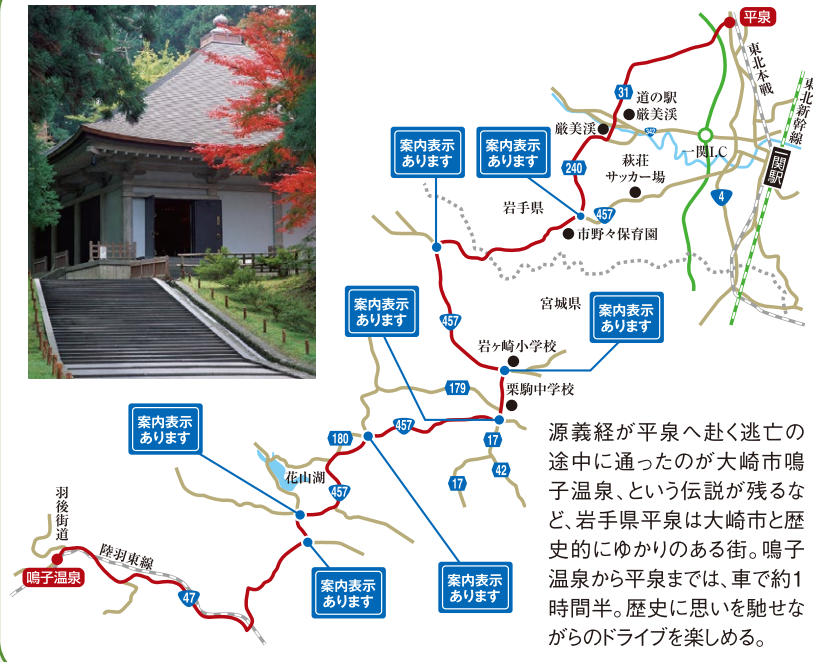 平泉
東北本戦
東北新幹線
31
道の駅
厳美渓
厳美渓
342
一関I.C
一関駅
案内表示
あります
案内表示
あります
240
萩荘
サッカー場
4
岩手県
457
市野々保育園
宮城県
案内表示
あります
案内表示
あります
457
岩ヶ崎小学校
179
栗駒中学校
案内表示
あります
180
457
17
42
17
花山湖
457
羽後街道
陸羽東線
鳴子温泉
47
案内表示
あります
案内表示
あります
源義経が平泉へ赴く逃亡の
途中に通ったのが大崎市鳴
子温泉、という伝説が残るな
ど、岩手県平泉は大崎市と歴
史的にゆかりのある街。鳴子
温泉から平泉までは、車で約1
時間半。歴史に思いを馳せな
がらのドライブを楽しめる。